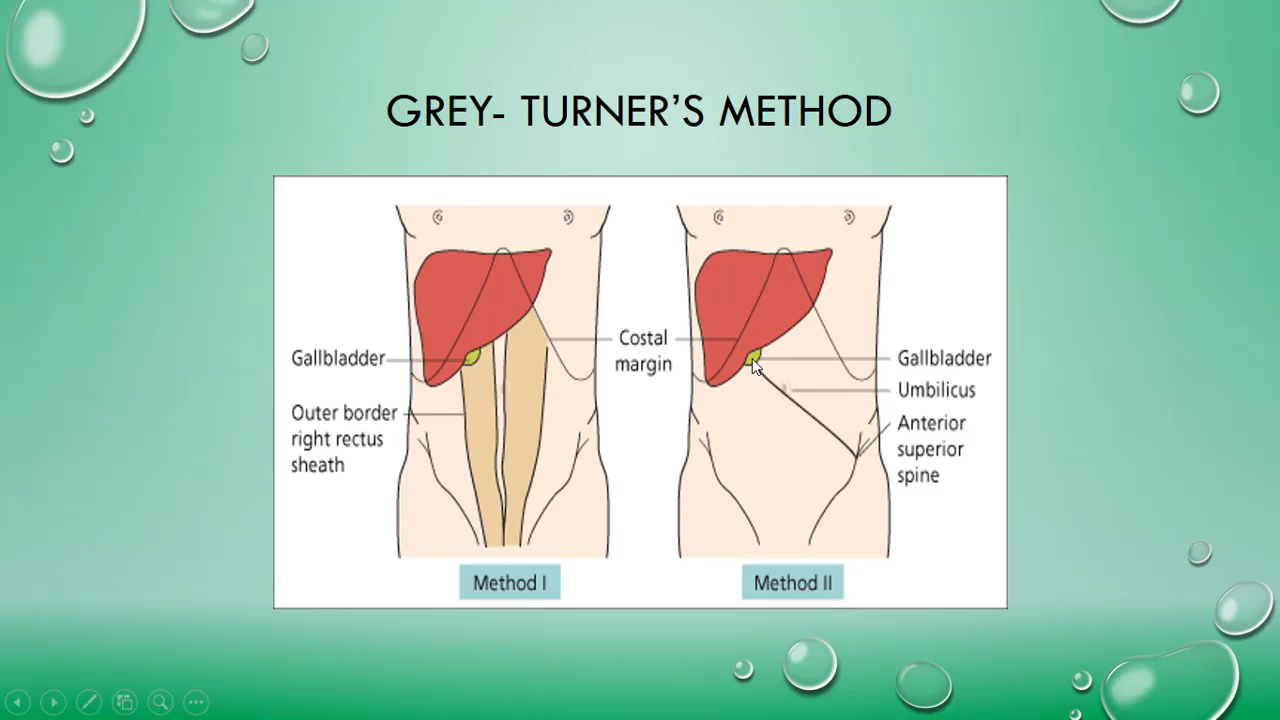 GREY- TURNER'S METHOD
Gallbladder
Outer border
right rectus
sheath
Costal
margin
Gallbladder
Umbilicus
Anterior
superior
spine
Method I
Method II